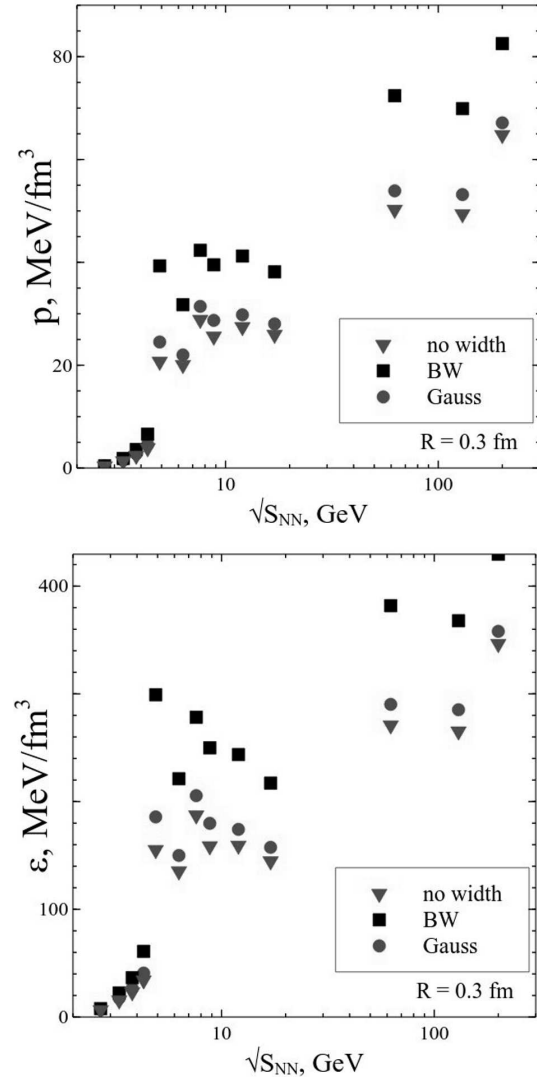 80
p, MeV/fm³
20
no width
BW
Gauss
R = 0.3 fm
0
10
100
√S_NN, GeV
400
ε, MeV/fm³
100
no width
BW
Gauss
R = 0.3 fm
0
10
100
√S_NN, GeV